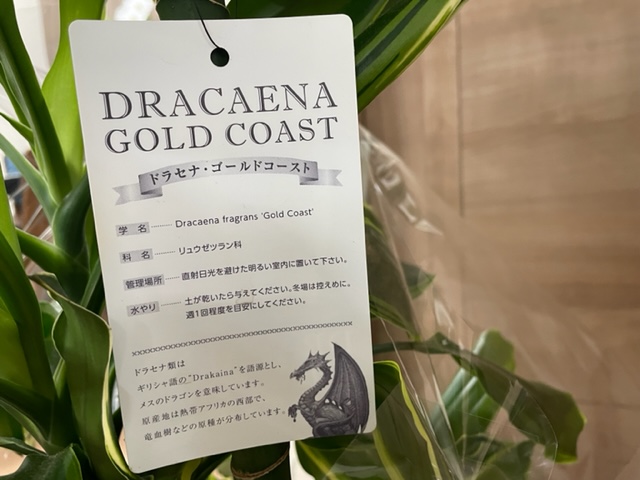 DRACAENA
GOLD COAST
ドラセナ・ゴールドコースト
学 名 ……… Dracaena fragrans 'Gold Coast'
科 名 ……… リュウゼツラン科
管理場所 …… 直射日光を避けた明るい室内に置いて下さい。
水やり …… 土が乾いたら与えてください。冬場は控えめに。
週1回程度を目安にしてください。
ドラセナ類は
ギリシャ語の"Drakaina"を語源とし、
メスのドラゴンを意味しています。
原産地は熱帯アフリカの西部で、
竜血樹などの原種が分布しています。